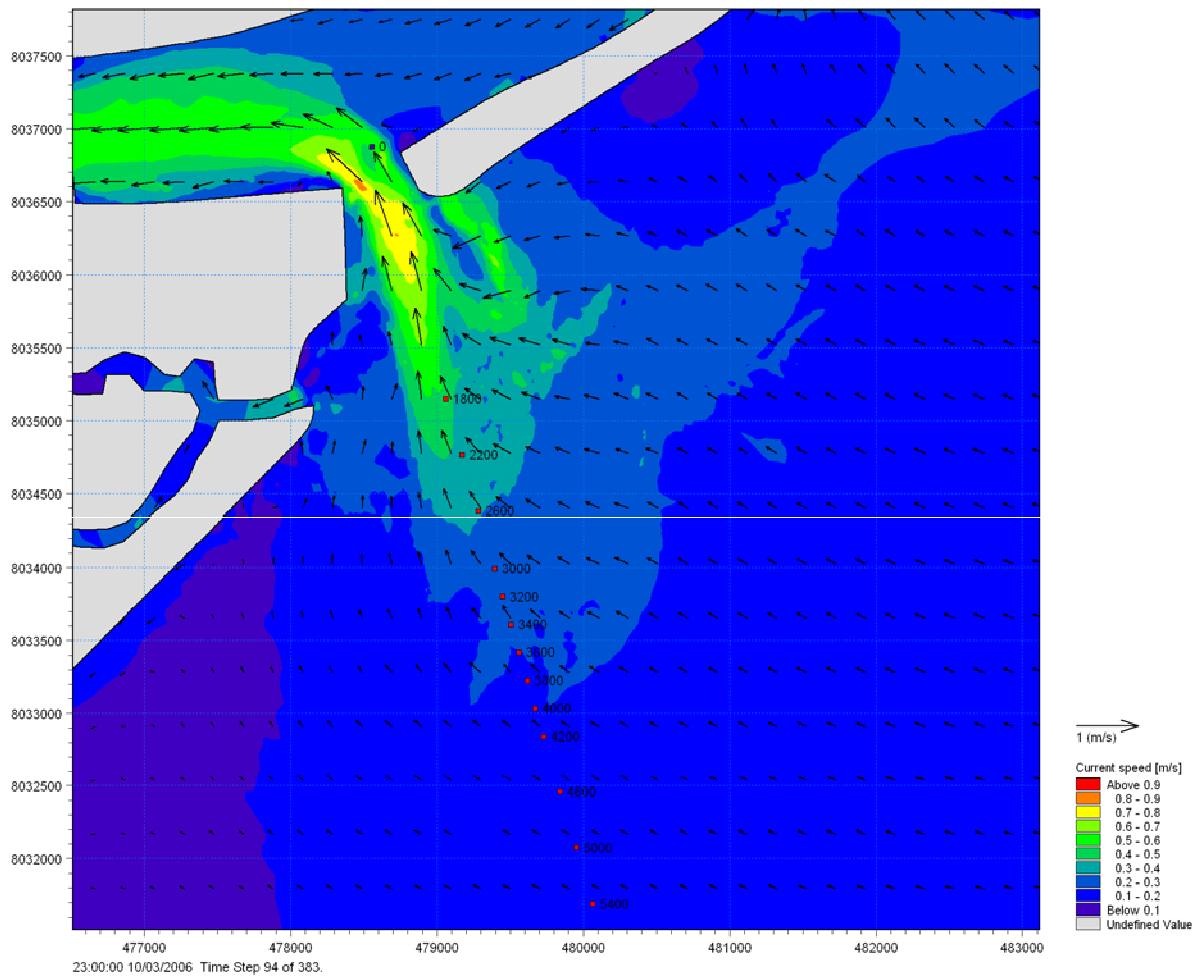 8037500
8037000
0
8036500
8036000
8035500
1800
8035000
2200
8034500
2600
8034000
3000
3200
3400
8033500
3600
3800
8033000
4000
4200
1 (m/s)
8032500
4600
Current speed [m/s]
Above 0.9
0.8 - 0.9
0.7 - 0.8
0.6 - 0.7
0.5 - 0.6
0.4 - 0.5
0.3 - 0.4
0.2 - 0.3
0.1 - 0.2
Below 0.1
Undefined Value
8032000
5000
5400
477000 478000 479000 480000 481000 482000 483000
23:00:00 10/03/2006 Time Step 94 of 383.